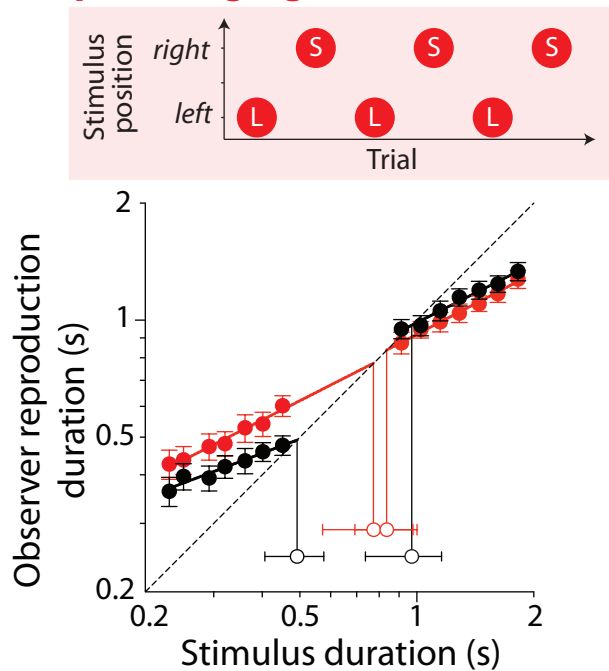 right
S S S
Stimulus
position
left
L L L
Trial
2
1
0.5
0.2
Observer reproduction
duration (s)
0.2 0.5 1 2
Stimulus duration (s)